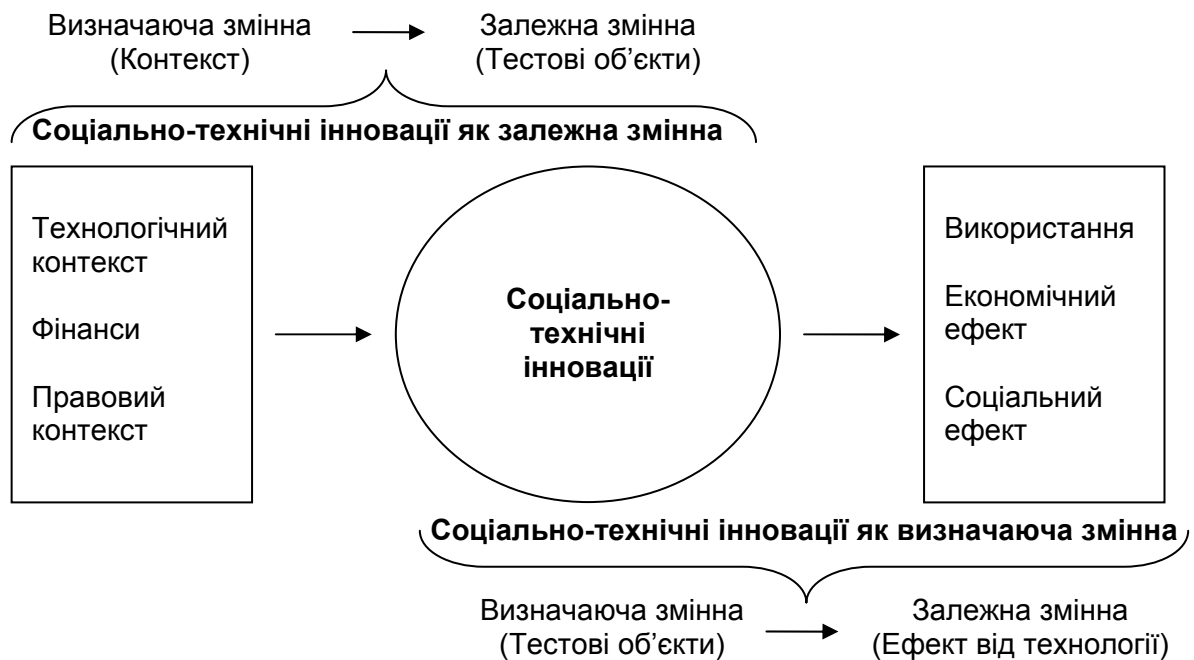 Визначаюча змінна
(Контекст)
Залежна змінна
(Тестові об’єкти)
Соціально-технічні інновації як залежна змінна
Технологічний
контекст
Фінанси
Правовий
контекст
Соціально-
технічні
інновації
Використання
Економічний
ефект
Соціальний
ефект
Соціально-технічні інновації як визначаюча змінна
Визначаюча змінна
(Тестові об’єкти)
Залежна змінна
(Ефект від технології)